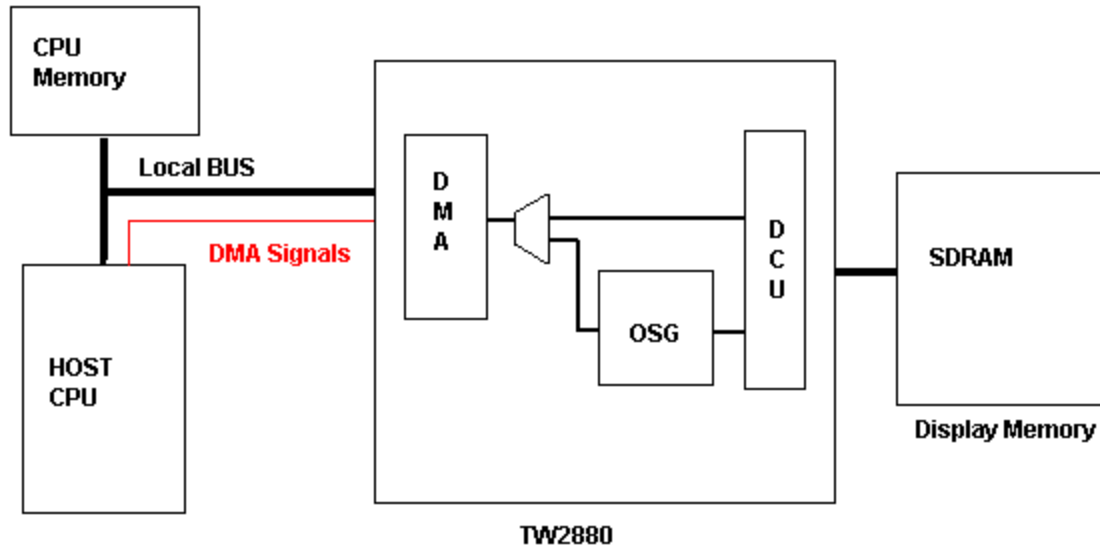 CPU
Memory
Local BUS
DMA Signals
HOST
CPU
D
M
A
OSG
D
C
U
SDRAM
Display Memory
TW2880